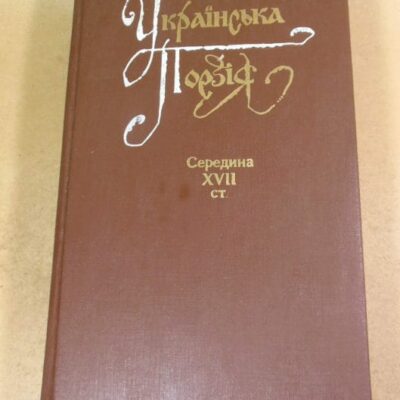 Українська
Поезія
Середина
XVII
ст.